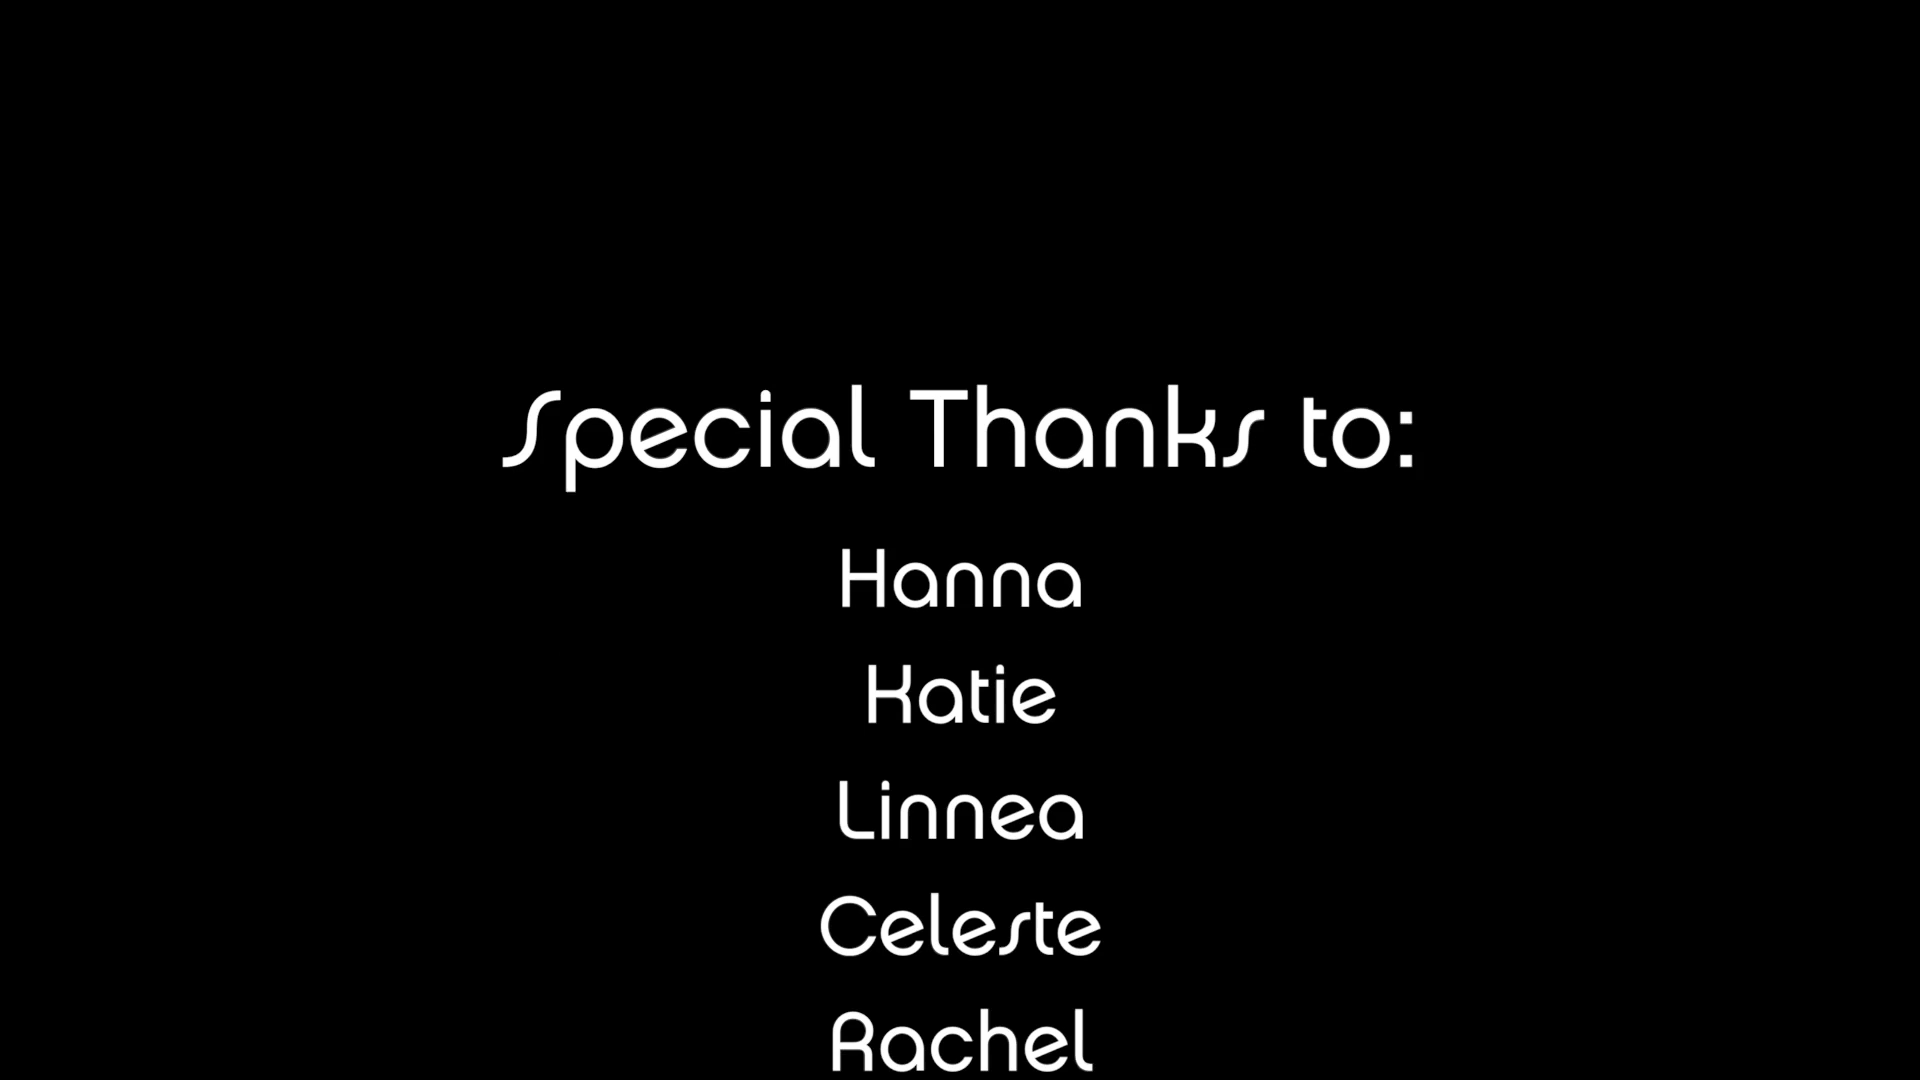 Special Thanks to:
Hanna
Katie
Linnea
Celeste
Rachel